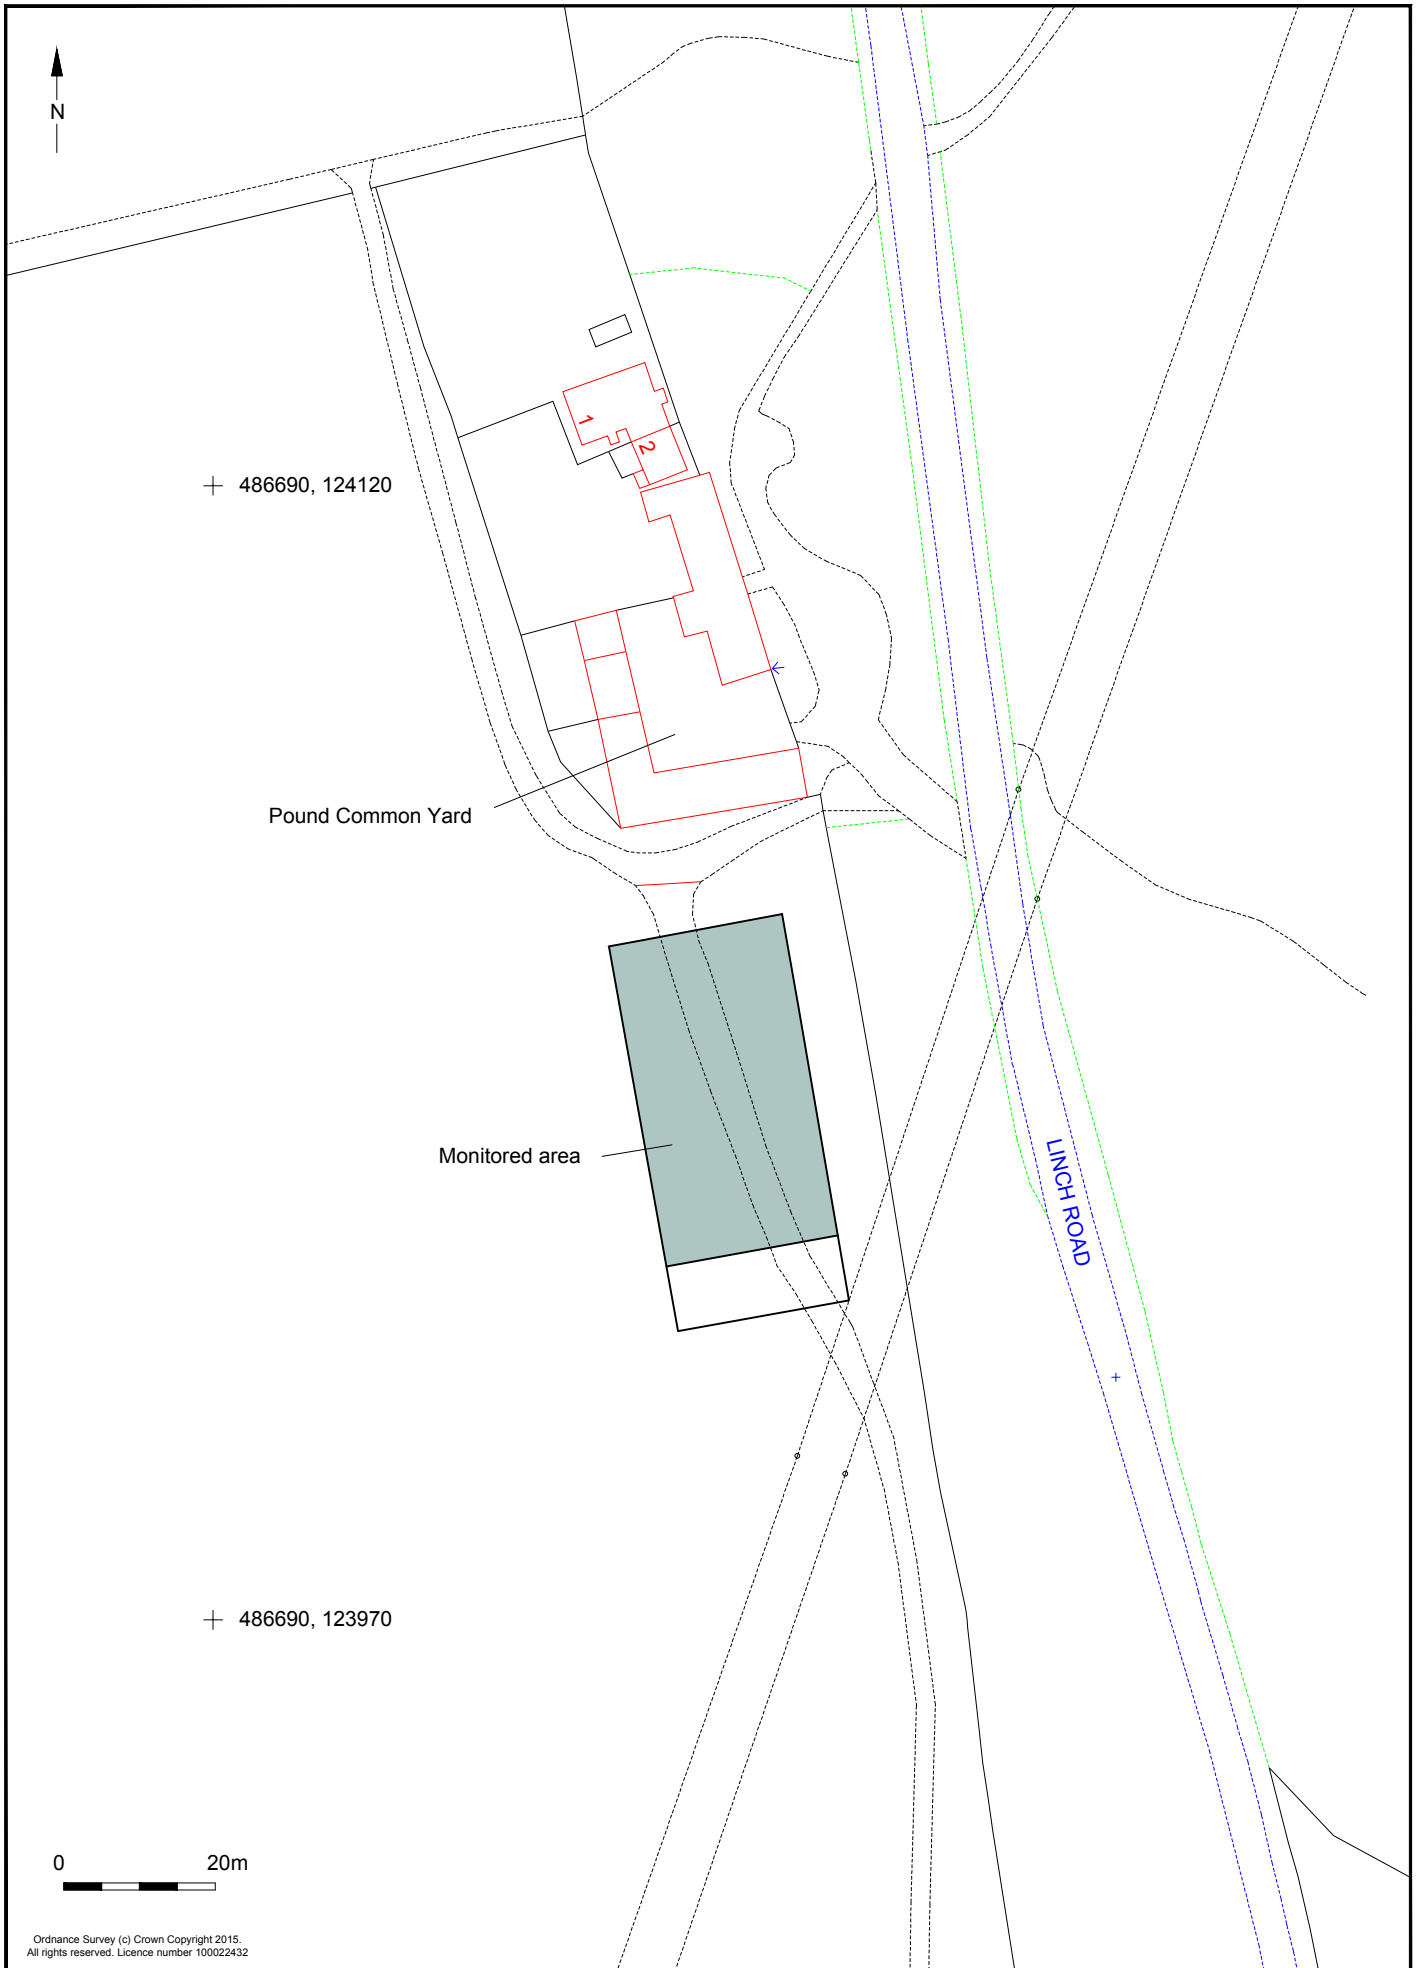 N
1
2
486690, 124120
Pound Common Yard
Monitored area
LINCH ROAD
486690, 123970
0 20m
Ordnance Survey (c) Crown Copyright 2015.
All rights reserved. Licence number 100022432